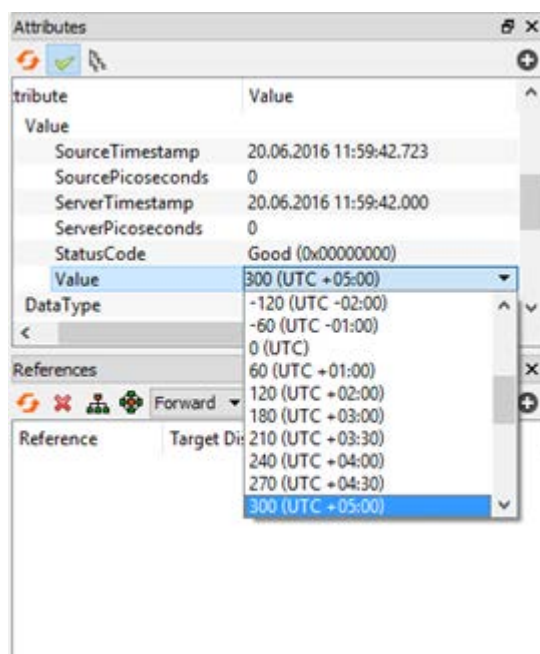 Attributes
tribute Value
Value
SourceTimestamp 20.06.2016 11:59:42.723
SourcePicoseconds 0
ServerTimestamp 20.06.2016 11:59:42.000
ServerPicoseconds 0
StatusCode Good (0x00000000)
Value 300 (UTC +05:00)
DataType
-120 (UTC -02:00)
-60 (UTC -01:00)
0 (UTC)
60 (UTC +01:00)
120 (UTC +02:00)
180 (UTC +03:00)
210 (UTC +03:30)
240 (UTC +04:00)
270 (UTC +04:30)
300 (UTC +05:00)
References
Forward
Reference Target Di